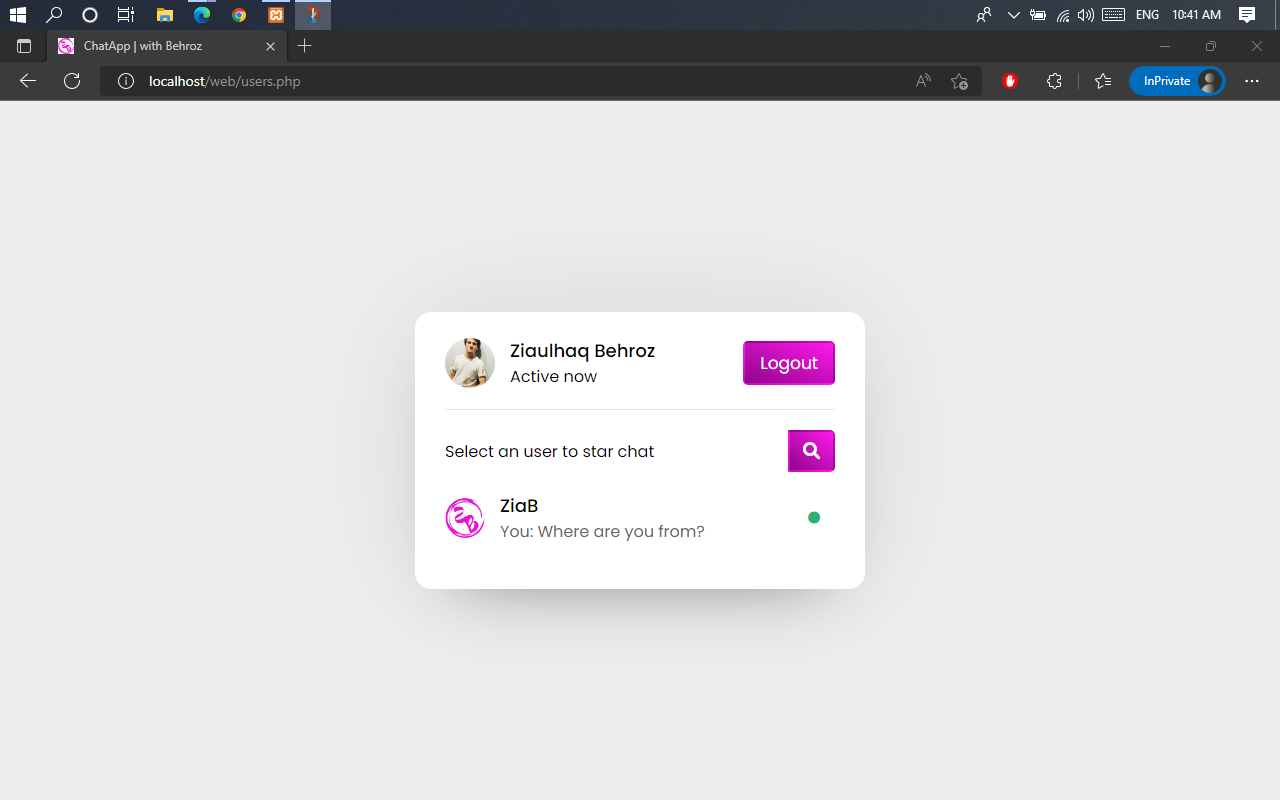 ENG 10:41 AM
ChatApp | with Behroz
localhost/web/users.php
InPrivate
Ziaulhaq Behroz
Active now
Logout
Select an user to star chat
ZiaB
You: Where are you from?